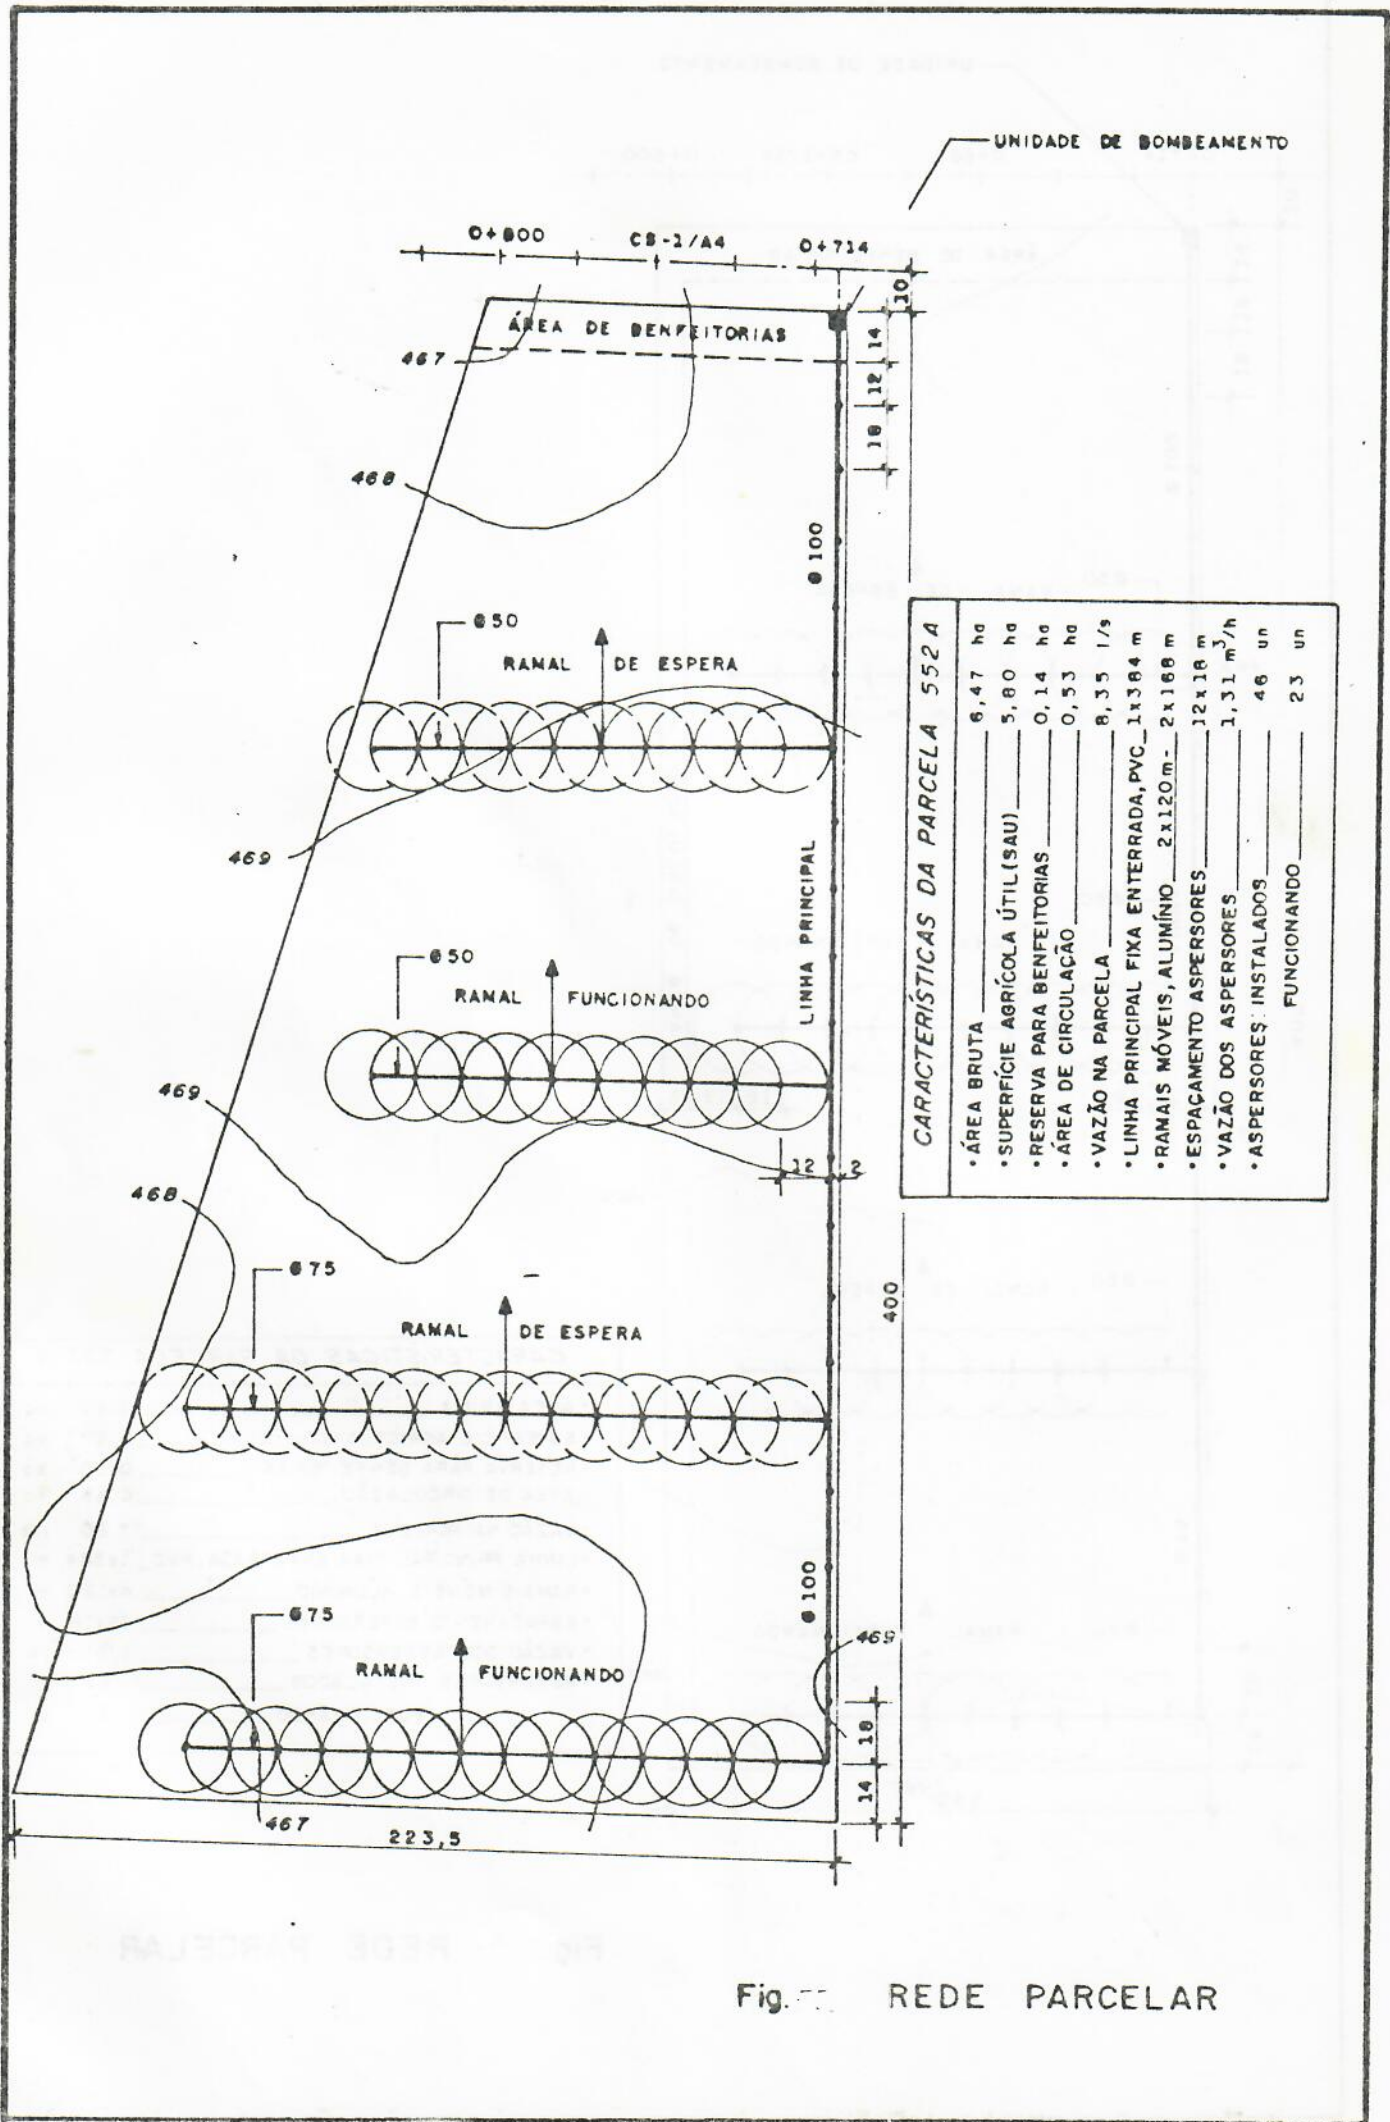 UNIDADE DE BOMBEAMENTO
0+800
CS-1/A4
0+714
10
ÁREA DE BENFEITORIAS
467
14
12
18
468
Ø 100
Ø50
RAMAL DE ESPERA
469
LINHA PRINCIPAL
Ø50
RAMAL FUNCIONANDO
469
12
2
468
Ø75
RAMAL DE ESPERA
400
Ø75
RAMAL FUNCIONANDO
Ø 100
469
18
14
467
223,5
CARACTERÍSTICAS DA PARCELA 552 A
• ÁREA BRUTA 6,47 ha
• SUPERFÍCIE AGRÍCOLA ÚTIL (SAU) 5,80 ha
• RESERVA PARA BENFEITORIAS 0,14 ha
• ÁREA DE CIRCULAÇÃO 0,53 ha
• VAZÃO NA PARCELA 8,35 l/s
• LINHA PRINCIPAL FIXA ENTERRADA, PVC 1x384 m
• RAMAIS MÓVEIS, ALUMÍNIO 2x120m - 2x168 m
• ESPAÇAMENTO ASPERSORES 12x18 m
• VAZÃO DOS ASPERSORES 1,31 m³/h
• ASPERSORES: INSTALADOS 46 un
FUNCIONANDO 23 un
Fig. REDE PARCELAR